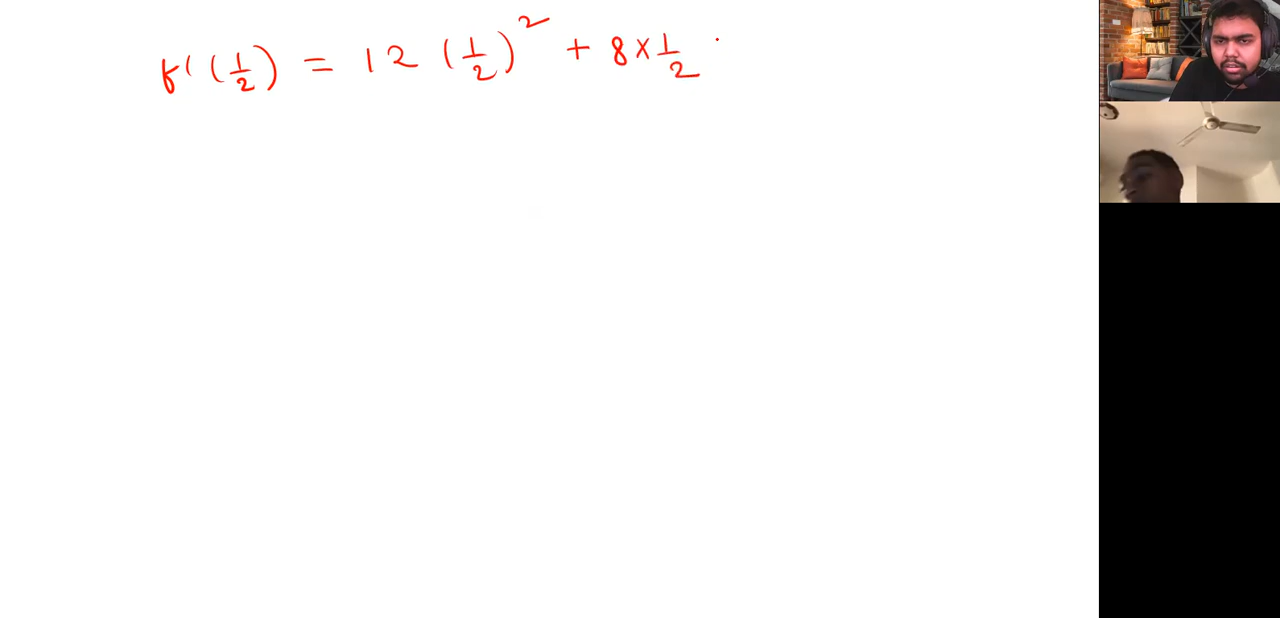 f'(1/2) = 12 (1/2)² + 8 × 1/2